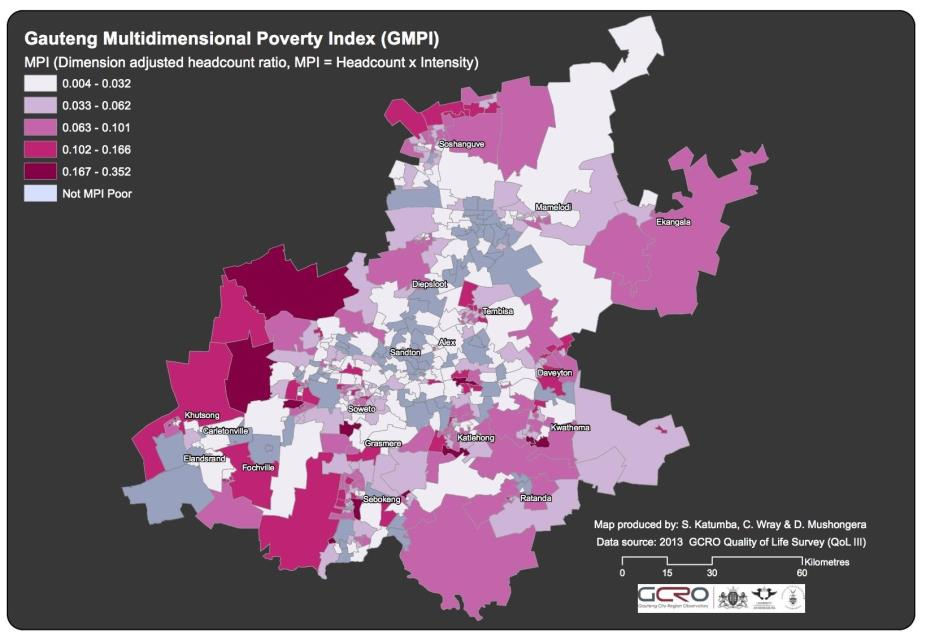 Gauteng Multidimensional Poverty Index (GMPI)
MPI (Dimension adjusted headcount ratio, MPI = Headcount x Intensity)
0.004 - 0.032
0.033 - 0.062
0.063 - 0.101
0.102 - 0.166
0.167 - 0.352
Not MPI Poor
Soshanguve
Mamelodi
Ekangala
Diepsloot
Tembisa
Alex
Sandton
Daveyton
Soweto
Khutsong
Carletonville
Kwathema
Katlehong
Grasmere
Elandsrand
Fochville
Sebokeng
Ratanda
Map produced by: S. Katumba, C. Wray & D. Mushongera
Data source: 2013 GCRO Quality of Life Survey (QoL III)
Kilometres
0 15 30 60
GCRO
Gauteng City-Region Observatory